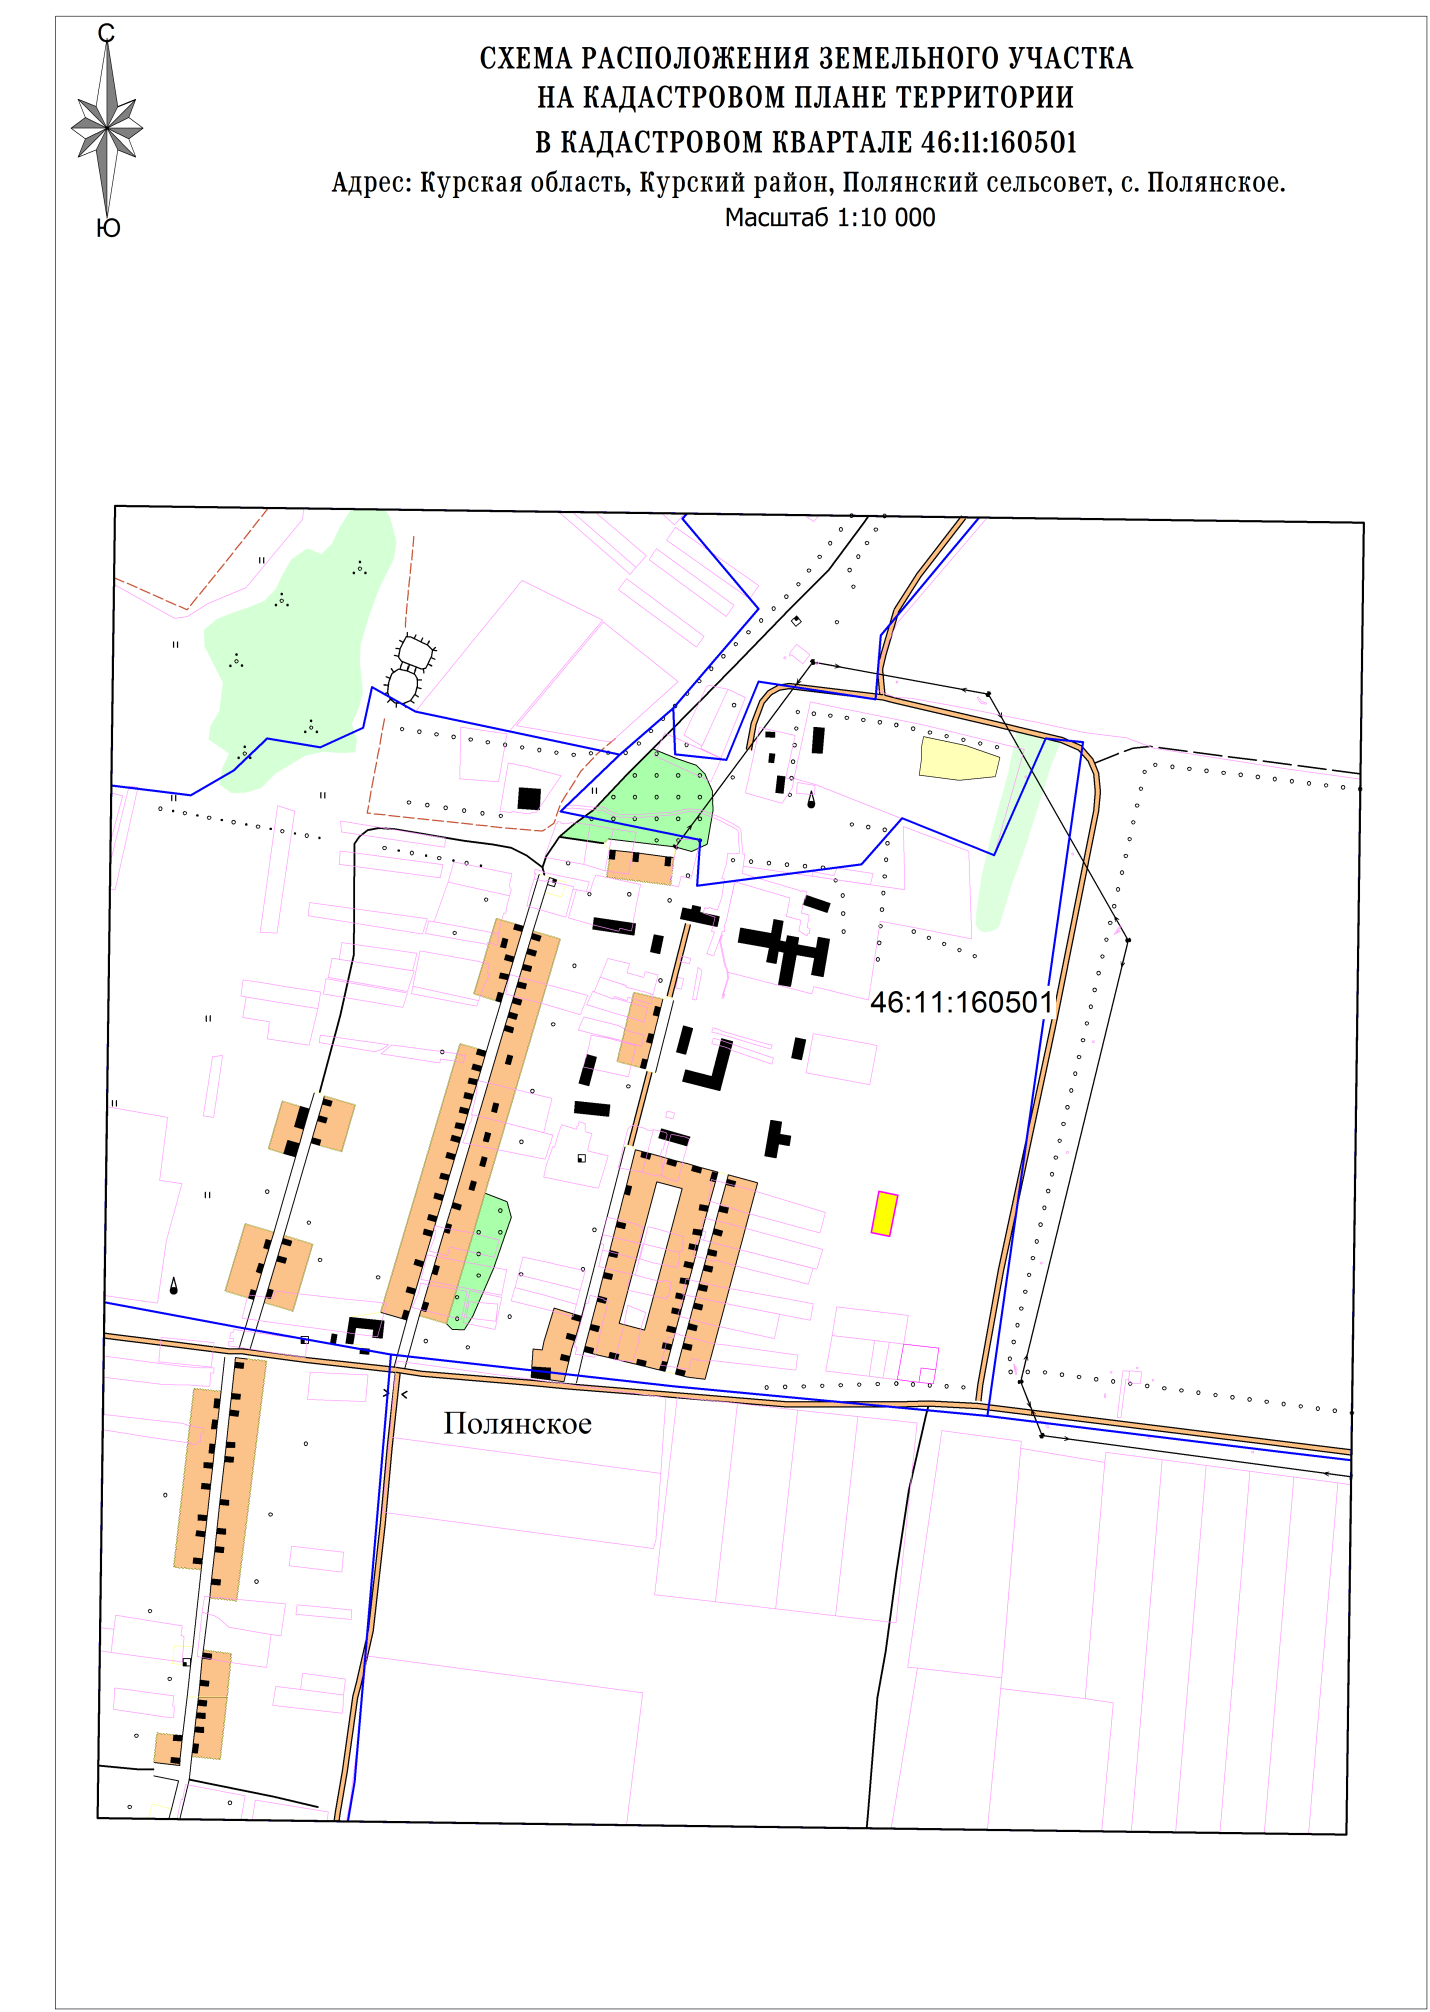 С
СХЕМА РАСПОЛОЖЕНИЯ ЗЕМЕЛЬНОГО УЧАСТКА
НА КАДАСТРОВОМ ПЛАНЕ ТЕРРИТОРИИ
В КАДАСТРОВОМ КВАРТАЛЕ 46:11:160501
Адрес: Курская область, Курский район, Полянский сельсовет, с. Полянское.
Масштаб 1:10 000
Ю
46:11:160501
Полянское